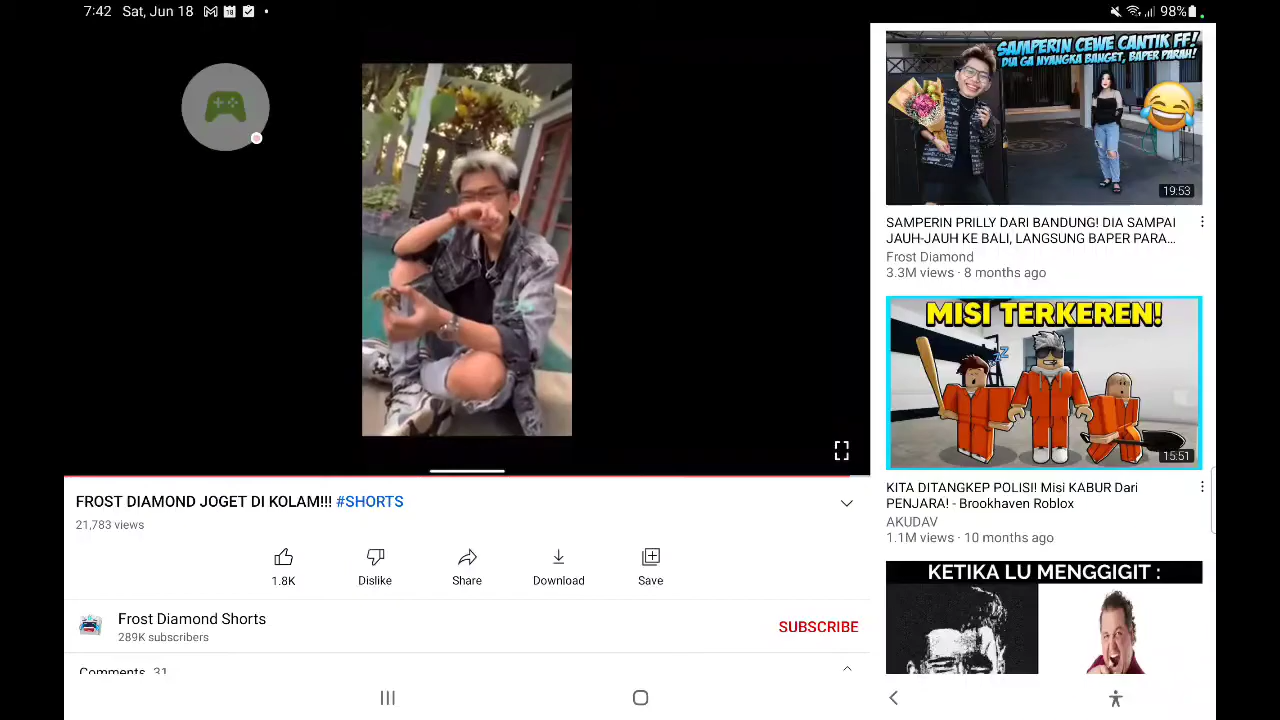 7:42 Sat, Jun 18
98%
SAMPERIN CEWE CANTIK FF!
DIA GA NYANGKA BANGET, BAPER PARAH!
19:53
SAMPERIN PRILLY DARI BANDUNG! DIA SAMPAI
JAUH-JAUH KE BALI, LANGSUNG BAPER PARA...
Frost Diamond
3.3M views · 8 months ago
MISI TERKEREN!
15:51
KITA DITANGKEP POLISI! Misi KABUR Dari
PENJARA! - Brookhaven Roblox
AKUDAV
1.1M views · 10 months ago
KETIKA LU MENGGIGIT :
FROST DIAMOND JOGET DI KOLAM!!! #SHORTS
21,783 views
1.8K
Dislike
Share
Download
Save
Frost Diamond Shorts
289K subscribers
SUBSCRIBE
Comments 31